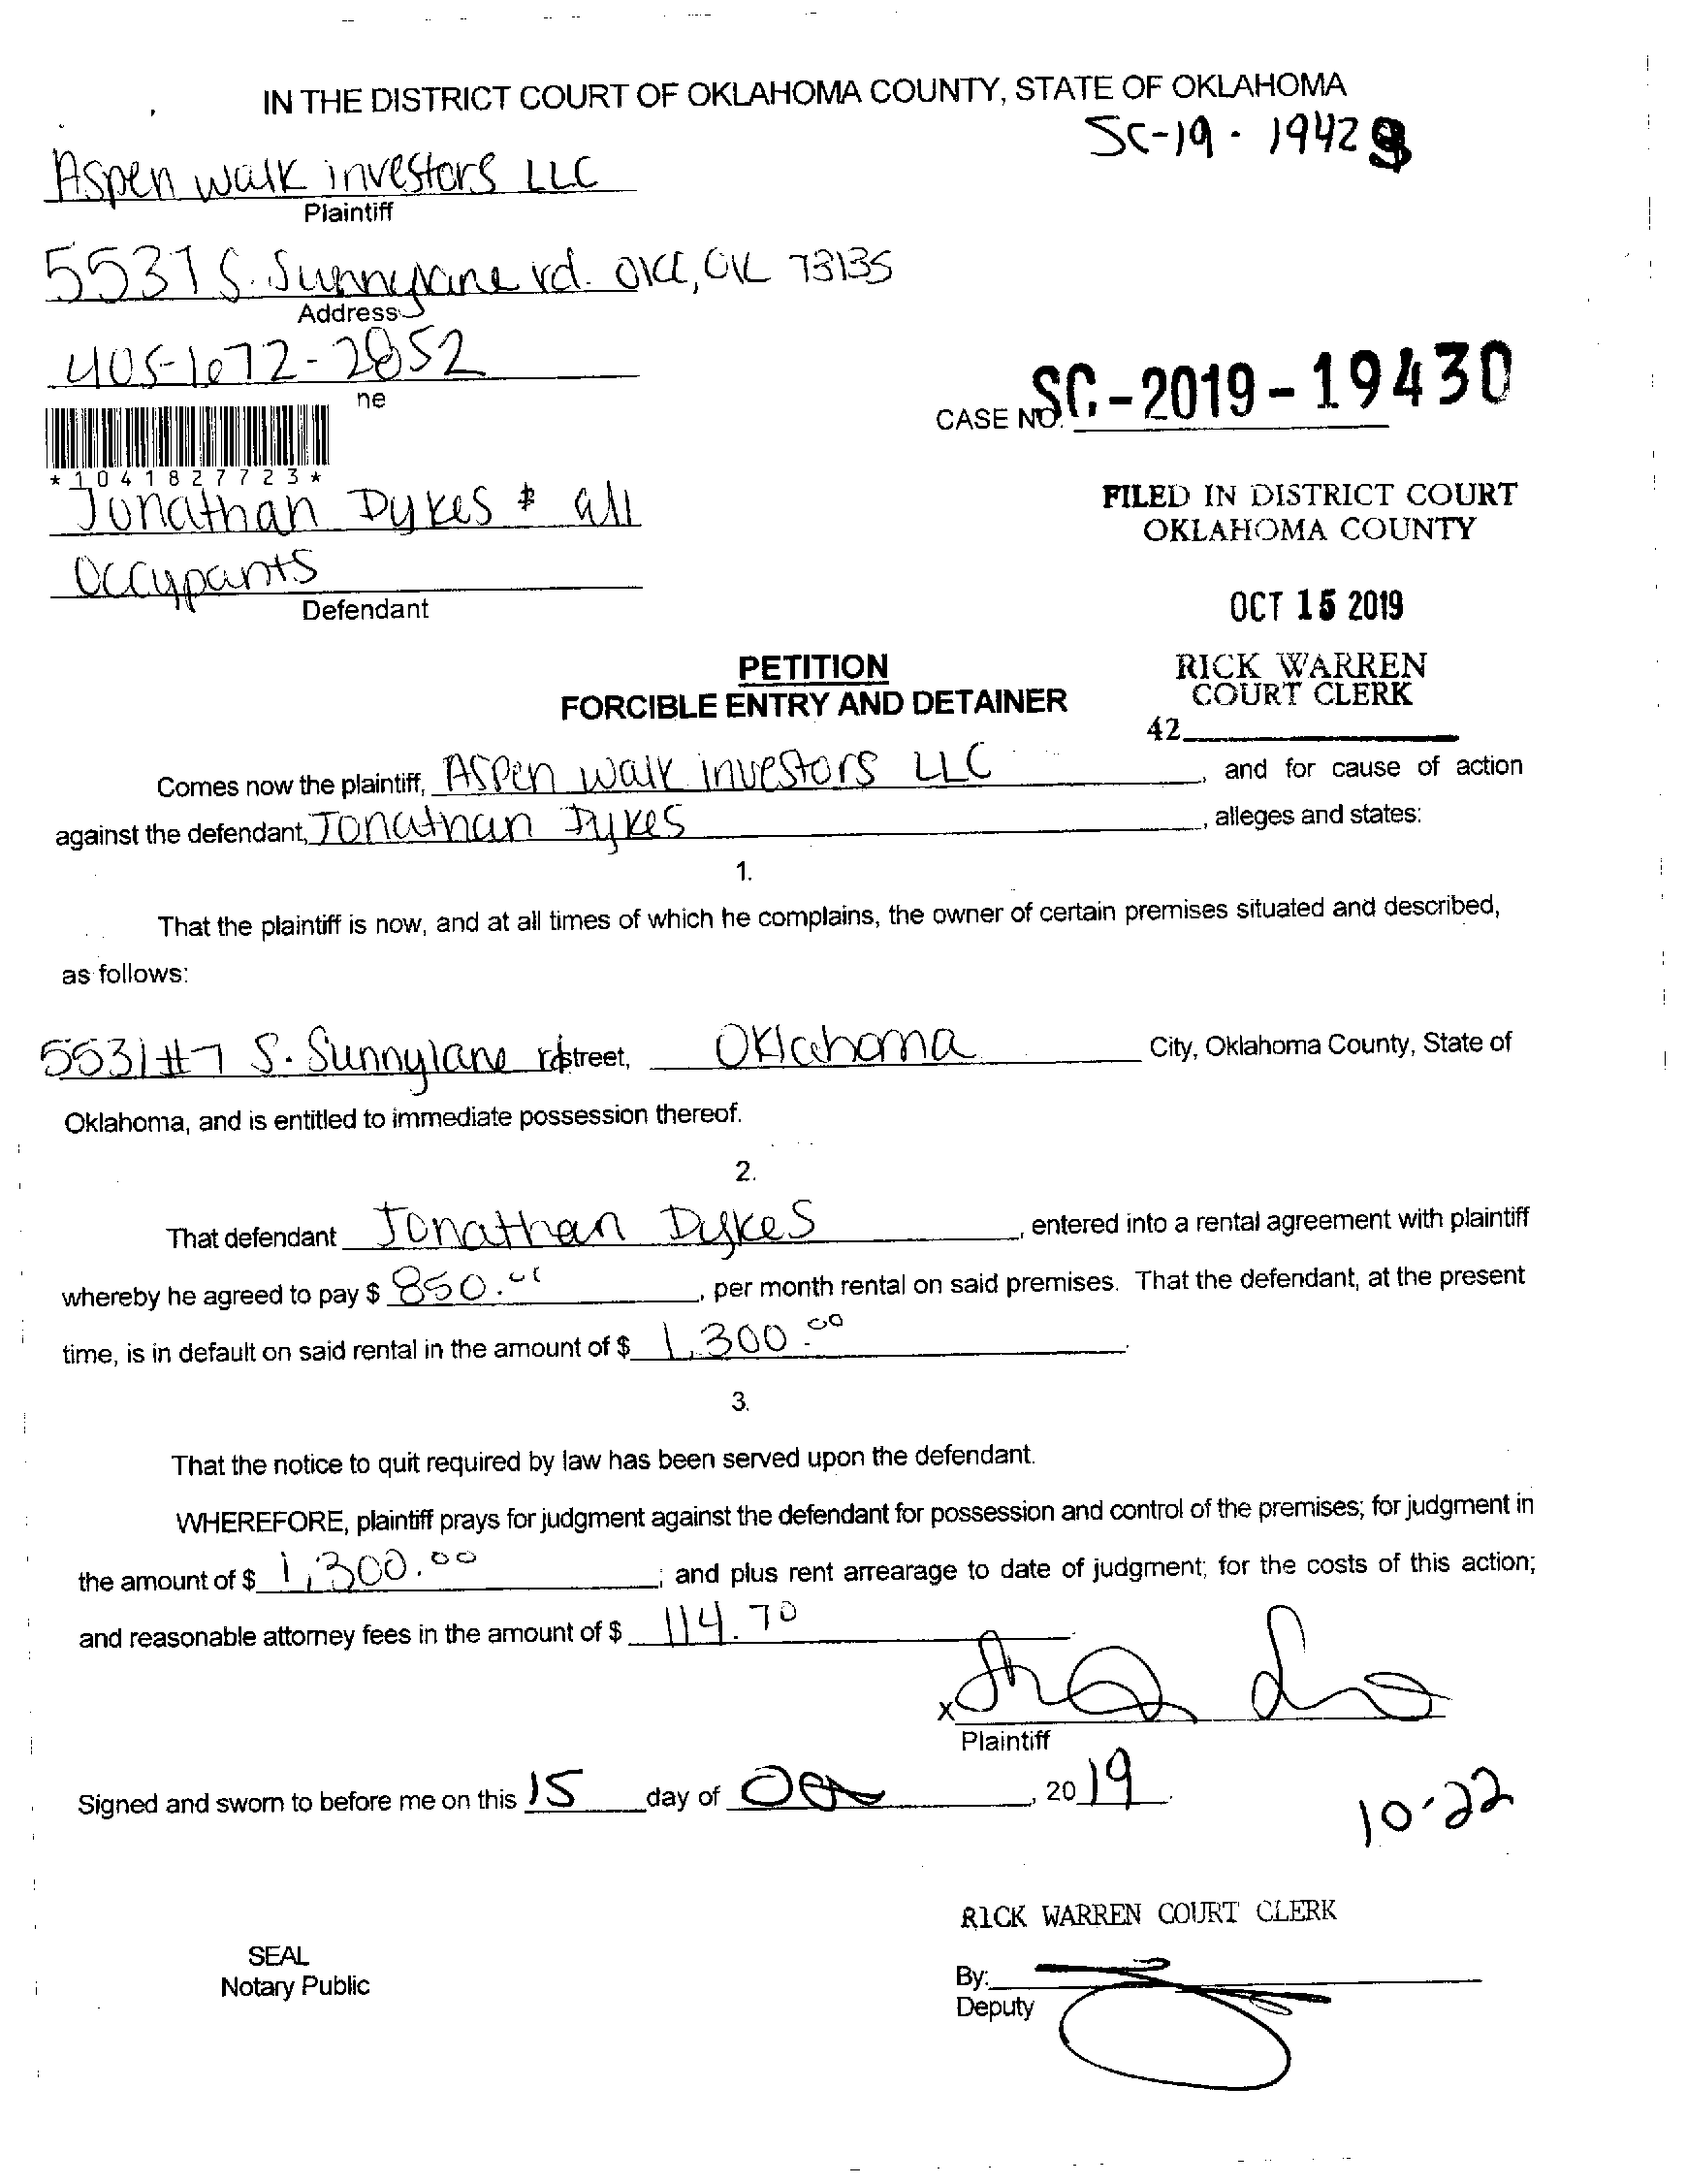 IN THE DISTRICT COURT OF OKLAHOMA COUNTY, STATE OF OKLAHOMA
SC-19 - 1942
Aspen walk investors LLC
Plaintiff
5537 S. Sunnylane rd. OKC, OK 73135
Address
405-672-2852
ne
CASE NO. SC-2019-19430
*1041827723*
Jonathan Dykes & all
Occupants
Defendant
FILED IN DISTRICT COURT
OKLAHOMA COUNTY
OCT 15 2019
RICK WARREN
COURT CLERK
42
PETITION
FORCIBLE ENTRY AND DETAINER
Comes now the plaintiff, Aspen walk investors LLC, and for cause of action
against the defendant, Jonathan Dykes, alleges and states:
1.
That the plaintiff is now, and at all times of which he complains, the owner of certain premises situated and described,
as follows:
5531#7 S. Sunnylane rd street, Oklahoma City, Oklahoma County, State of
Oklahoma, and is entitled to immediate possession thereof.
2.
That defendant Jonathan Dykes, entered into a rental agreement with plaintiff
whereby he agreed to pay $ 850.00, per month rental on said premises. That the defendant, at the present
time, is in default on said rental in the amount of $ 1,300.00.
3.
That the notice to quit required by law has been served upon the defendant.
WHEREFORE, plaintiff prays for judgment against the defendant for possession and control of the premises; for judgment in
the amount of $ 1,300.00; and plus rent arrearage to date of judgment; for the costs of this action;
and reasonable attorney fees in the amount of $ 114.70
X
Plaintiff
Signed and sworn to before me on this 15 day of Oct, 2019.
10-22
RICK WARREN COURT CLERK
SEAL
Notary Public
By:
Deputy